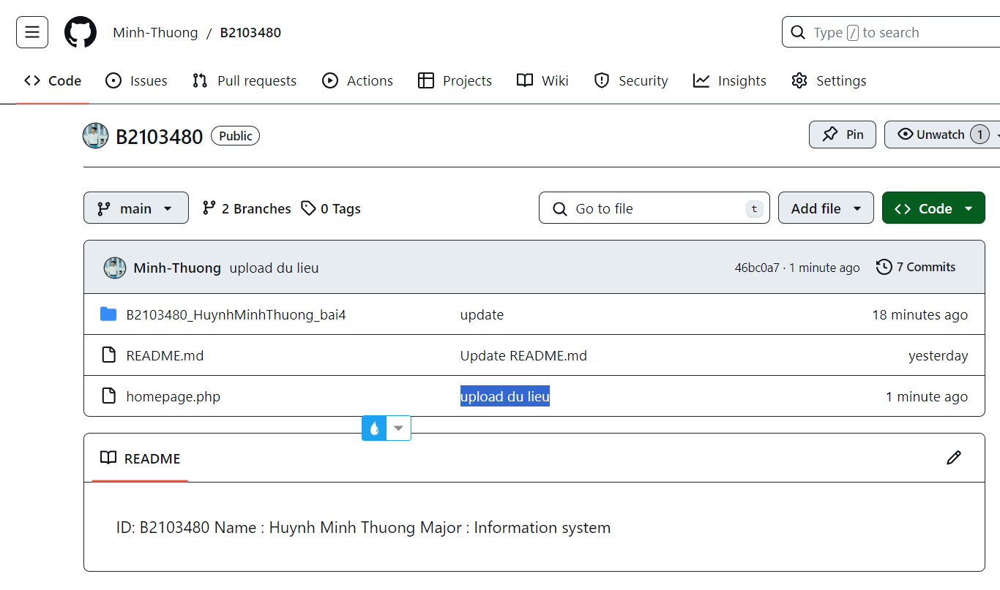 Minh-Thuong / B2103480
Type / to search
Code Issues Pull requests Actions Projects Wiki Security Insights Settings
B2103480 Public
Pin Unwatch 1
main 2 Branches 0 Tags
Go to file t Add file Code
Minh-Thuong upload du lieu 46bc0a7 · 1 minute ago 7 Commits
B2103480_HuynhMinhThuong_bai4 update 18 minutes ago
README.md Update README.md yesterday
homepage.php upload du lieu 1 minute ago
README
ID: B2103480 Name : Huynh Minh Thuong Major : Information system